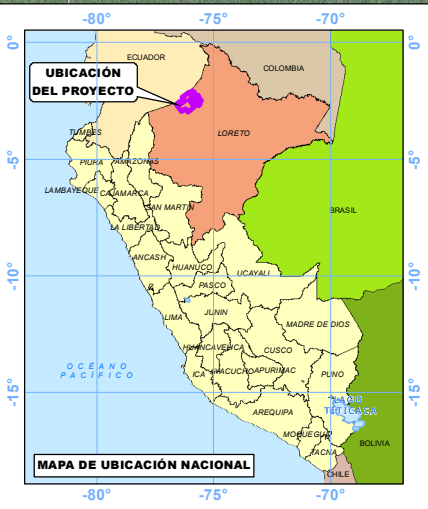 -80° -75° -70°
0° 0°
ECUADOR
COLOMBIA
UBICACIÓN
DEL PROYECTO
LORETO
TUMBES
-5° -5°
PIURA AMAZONAS
LAMBAYEQUE CAJAMARCA
SAN MARTIN
BRASIL
LA LIBERTAD
ANCASH
HUANUCO
UCAYALI
-10° -10°
PASCO
LIMA
JUNIN
MADRE DE DIOS
HUANCAVELICA
CUSCO
OCÉANO
PACÍFICO
ICA AYACUCHO APURIMAC
PUNO
-15° -15°
LAGO
TITICACA
AREQUIPA
MOQUEGUA
BOLIVIA
TACNA
MAPA DE UBICACIÓN NACIONAL
CHILE
-80° -75° -70°